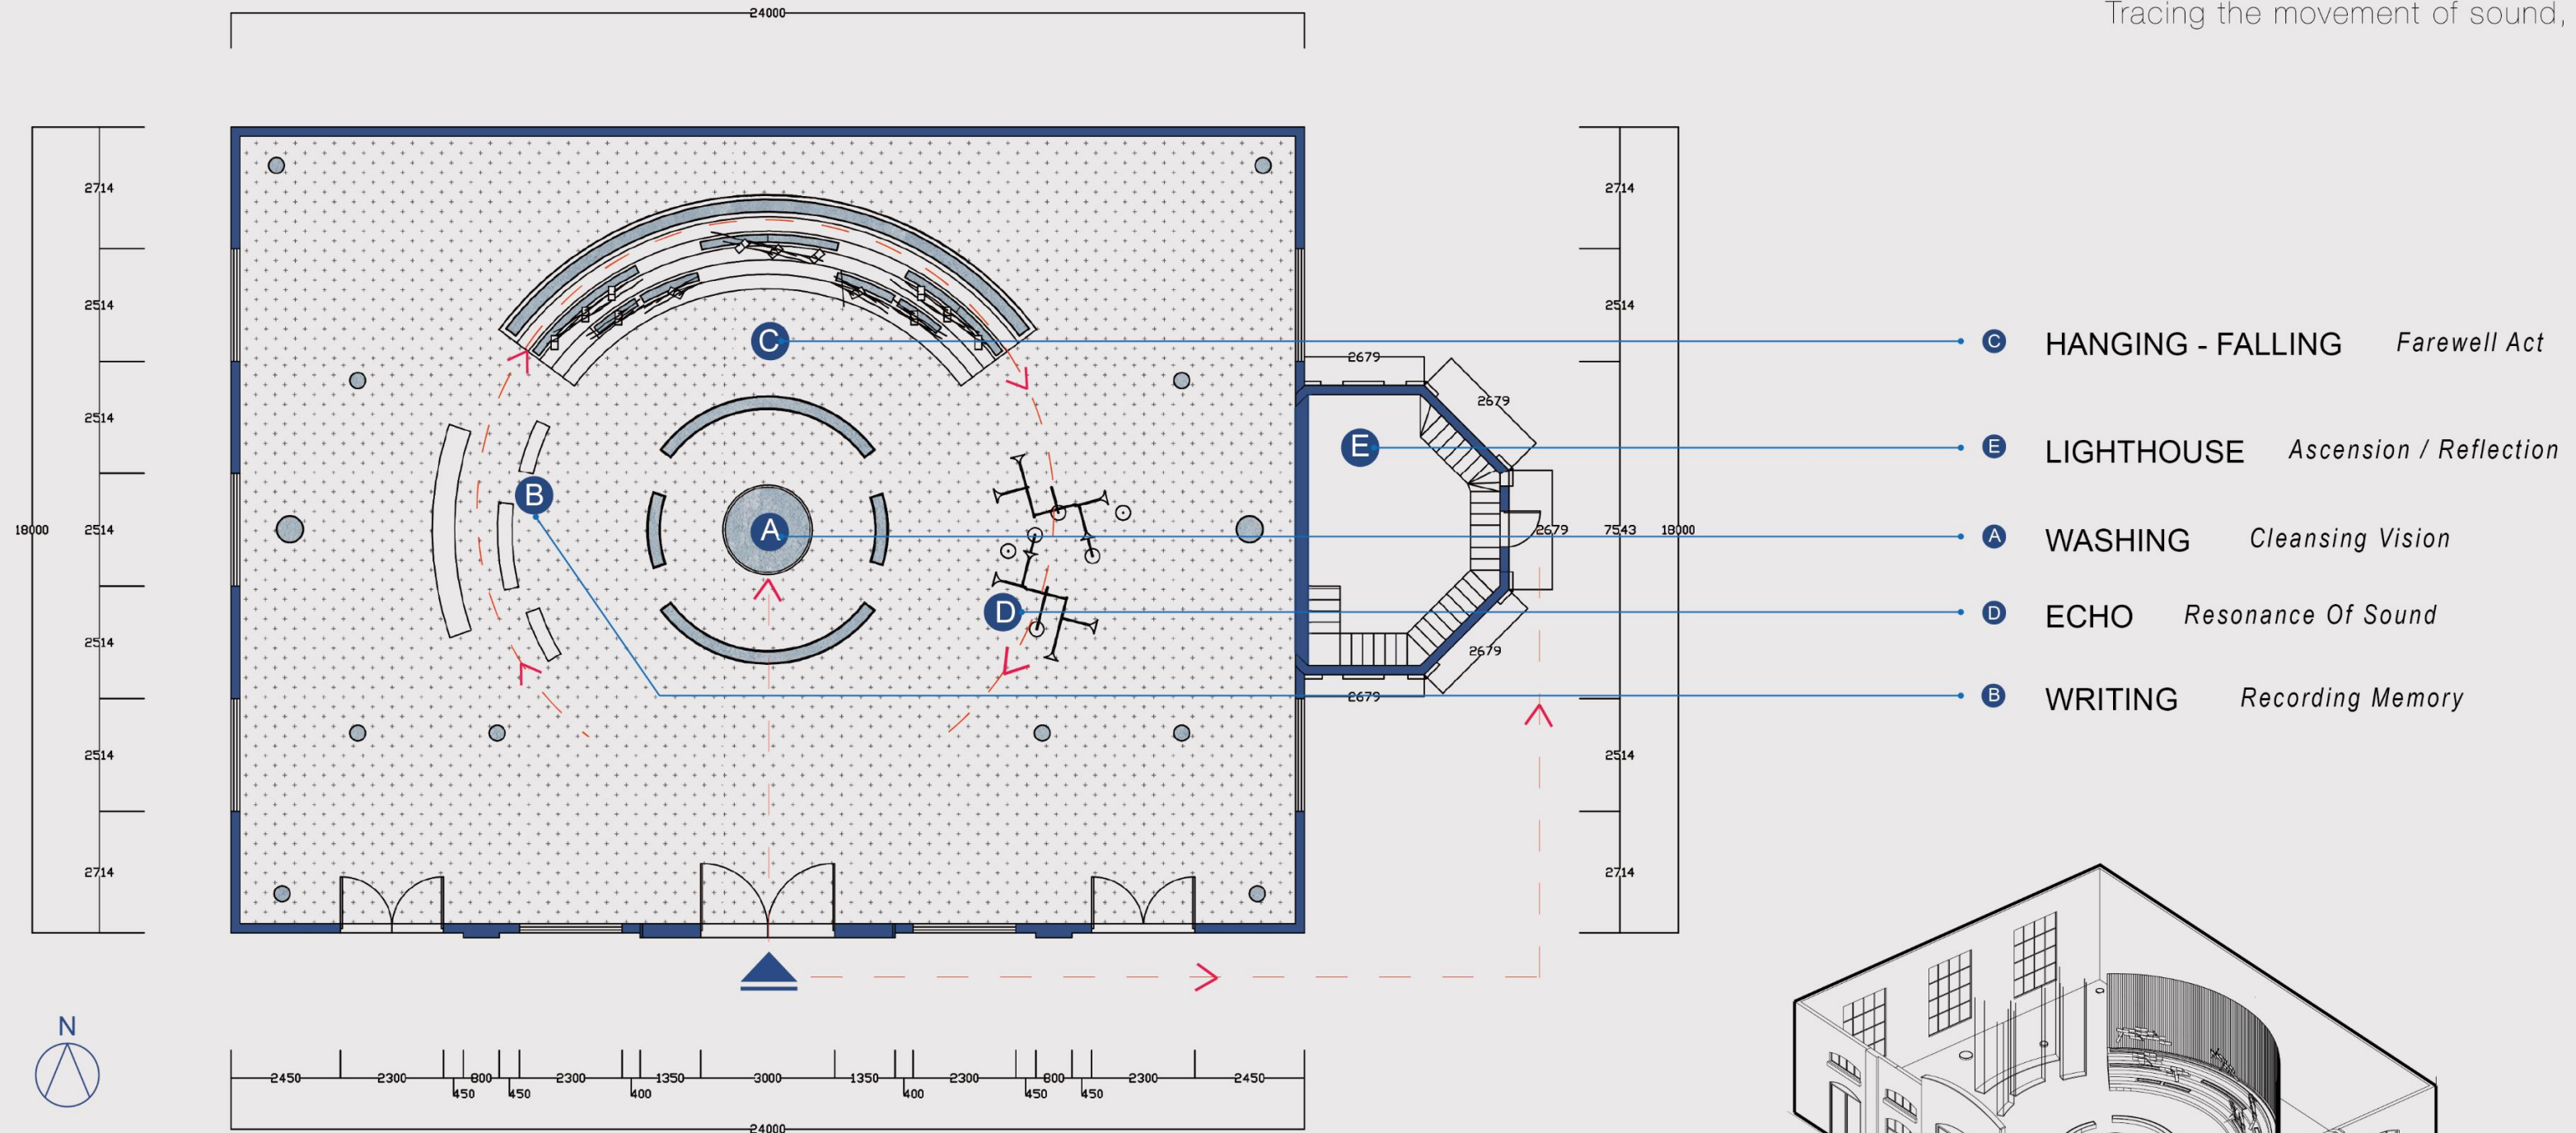 24000
Tracing the movement of sound,
2714
2514
2514
18000
2514
2514
2514
2714
2714
2514
2679
2679
2679
7543
18000
2679
2679
2514
2714
C
B
A
D
E
C HANGING - FALLING Farewell Act
E LIGHTHOUSE Ascension / Reflection
A WASHING Cleansing Vision
D ECHO Resonance Of Sound
B WRITING Recording Memory
N
2450 2300 800 2300 1350 3000 1350 2300 800 2300 2450
450 450 400 400 450 450
24000